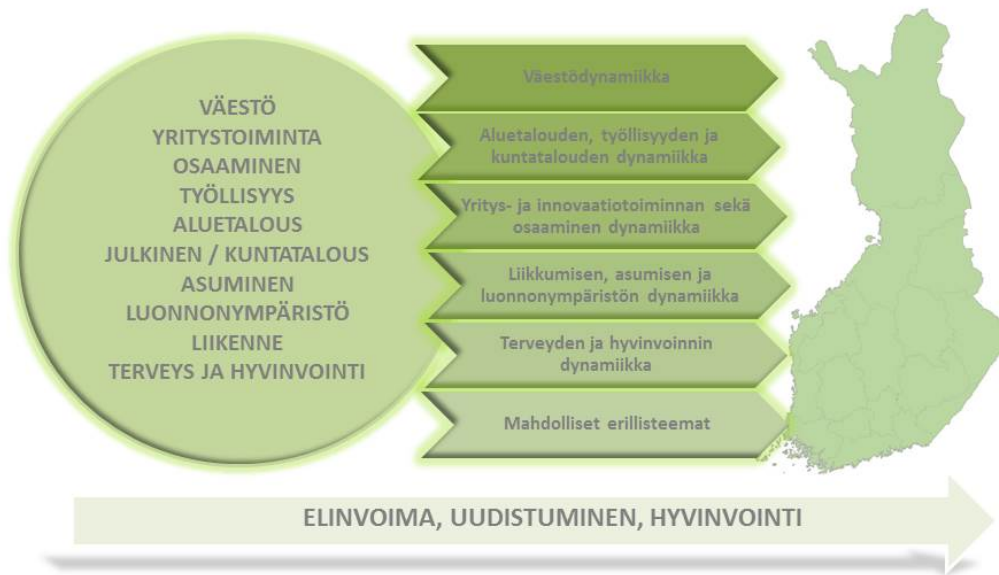 VÄESTÖ
YRITYSTOIMINTA
OSAAMINEN
TYÖLLISYYS
ALUETALOUS
JULKINEN / KUNTATALOUS
ASUMINEN
LUONNONYMPÄRISTÖ
LIIKENNE
TERVEYS JA HYVINVOINTI
Väestödynamiikka
Aluetalouden, työllisyyden ja
kuntatalouden dynamiikka
Yritys- ja innovaatiotoiminnan sekä
osaaminen dynamiikka
Liikkumisen, asumisen ja
luonnonympäristön dynamiikka
Terveyden ja hyvinvoinnin
dynamiikka
Mahdolliset erillisteemat
ELINVOIMA, UUDISTUMINEN, HYVINVOINTI